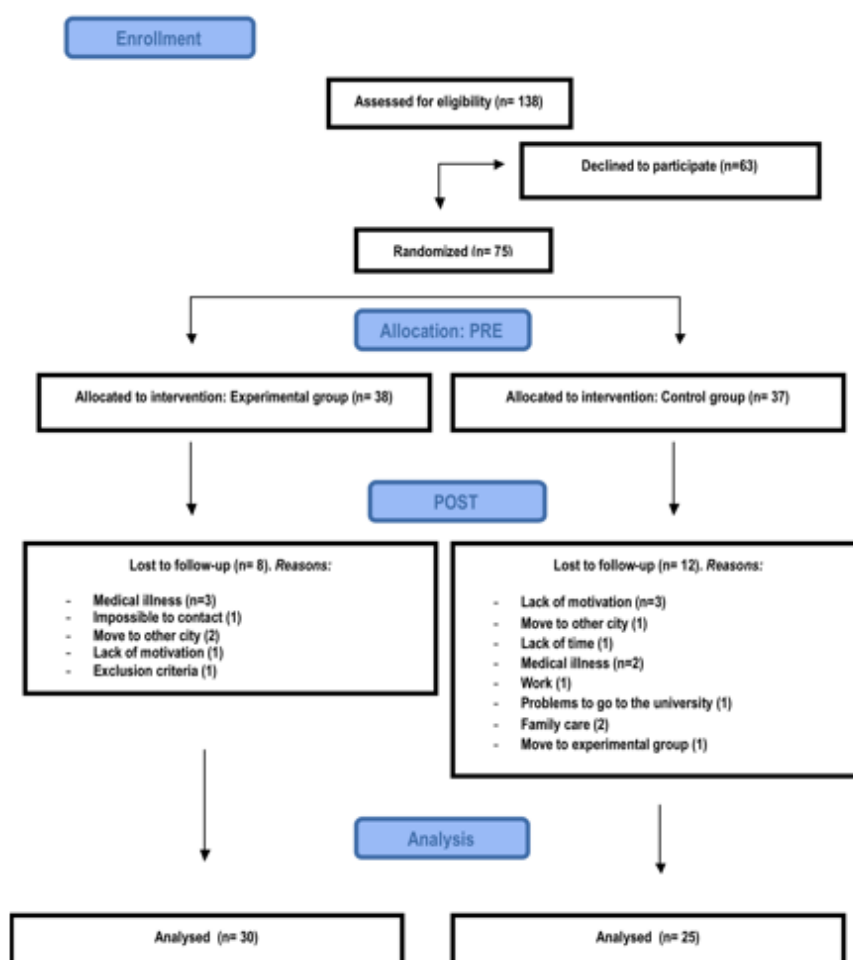 Enrollment
Assessed for eligibility (n= 138)
Declined to participate (n=63)
Randomized (n= 75)
Allocation: PRE
Allocated to intervention: Experimental group (n= 38)
Allocated to intervention: Control group (n= 37)
POST
Lost to follow-up (n= 8). Reasons:
- Medical illness (n=3)
- Impossible to contact (1)
- Move to other city (2)
- Lack of motivation (1)
- Exclusion criteria (1)
Lost to follow-up (n= 12). Reasons:
- Lack of motivation (n=3)
- Move to other city (1)
- Lack of time (1)
- Medical illness (n=2)
- Work (1)
- Problems to go to the university (1)
- Family care (2)
- Move to experimental group (1)
Analysis
Analysed (n= 30)
Analysed (n= 25)